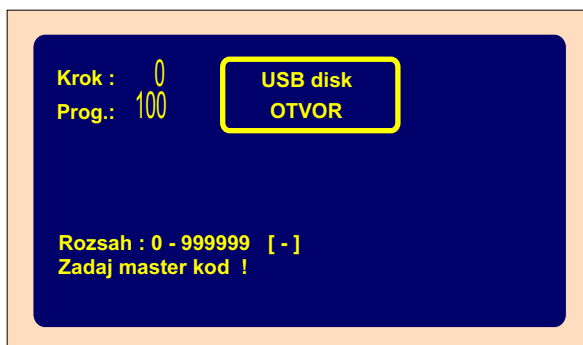 Krok : 0
Prog.: 100
USB disk
OTVOR
Rozsah : 0 - 999999 [ - ]
Zadaj master kod !